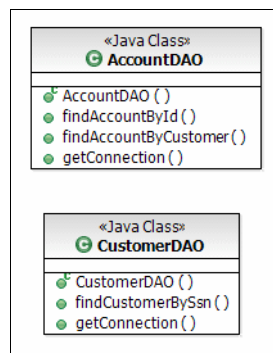 «Java Class»
AccountDAO
AccountDAO ( )
findAccountById ( )
findAccountByCustomer ( )
getConnection ( )
«Java Class»
CustomerDAO
CustomerDAO ( )
findCustomerBySsn ( )
getConnection ( )